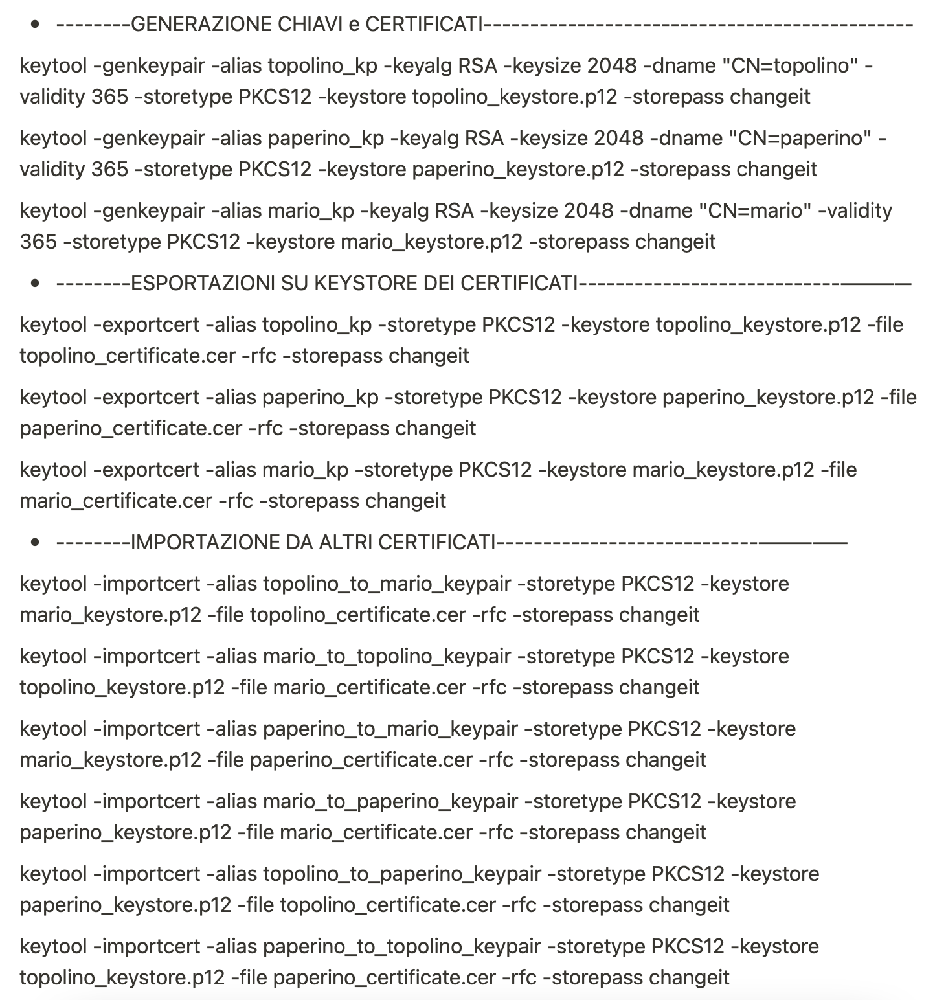 • --------GENERAZIONE CHIAVI e CERTIFICATI----------------------------------------------
keytool -genkeypair -alias topolino_kp -keyalg RSA -keysize 2048 -dname "CN=topolino" -
validity 365 -storetype PKCS12 -keystore topolino_keystore.p12 -storepass changeit
keytool -genkeypair -alias paperino_kp -keyalg RSA -keysize 2048 -dname "CN=paperino" -
validity 365 -storetype PKCS12 -keystore paperino_keystore.p12 -storepass changeit
keytool -genkeypair -alias mario_kp -keyalg RSA -keysize 2048 -dname "CN=mario" -validity
365 -storetype PKCS12 -keystore mario_keystore.p12 -storepass changeit
• --------ESPORTAZIONI SU KEYSTORE DEI CERTIFICATI----------------------------————
keytool -exportcert -alias topolino_kp -storetype PKCS12 -keystore topolino_keystore.p12 -file
topolino_certificate.cer -rfc -storepass changeit
keytool -exportcert -alias paperino_kp -storetype PKCS12 -keystore paperino_keystore.p12 -file
paperino_certificate.cer -rfc -storepass changeit
keytool -exportcert -alias mario_kp -storetype PKCS12 -keystore mario_keystore.p12 -file
mario_certificate.cer -rfc -storepass changeit
• --------IMPORTAZIONE DA ALTRI CERTIFICATI----------------------------—————
keytool -importcert -alias topolino_to_mario_keypair -storetype PKCS12 -keystore
mario_keystore.p12 -file topolino_certificate.cer -rfc -storepass changeit
keytool -importcert -alias mario_to_topolino_keypair -storetype PKCS12 -keystore
topolino_keystore.p12 -file mario_certificate.cer -rfc -storepass changeit
keytool -importcert -alias paperino_to_mario_keypair -storetype PKCS12 -keystore
mario_keystore.p12 -file paperino_certificate.cer -rfc -storepass changeit
keytool -importcert -alias mario_to_paperino_keypair -storetype PKCS12 -keystore
paperino_keystore.p12 -file mario_certificate.cer -rfc -storepass changeit
keytool -importcert -alias topolino_to_paperino_keypair -storetype PKCS12 -keystore
paperino_keystore.p12 -file topolino_certificate.cer -rfc -storepass changeit
keytool -importcert -alias paperino_to_topolino_keypair -storetype PKCS12 -keystore
topolino_keystore.p12 -file paperino_certificate.cer -rfc -storepass changeit